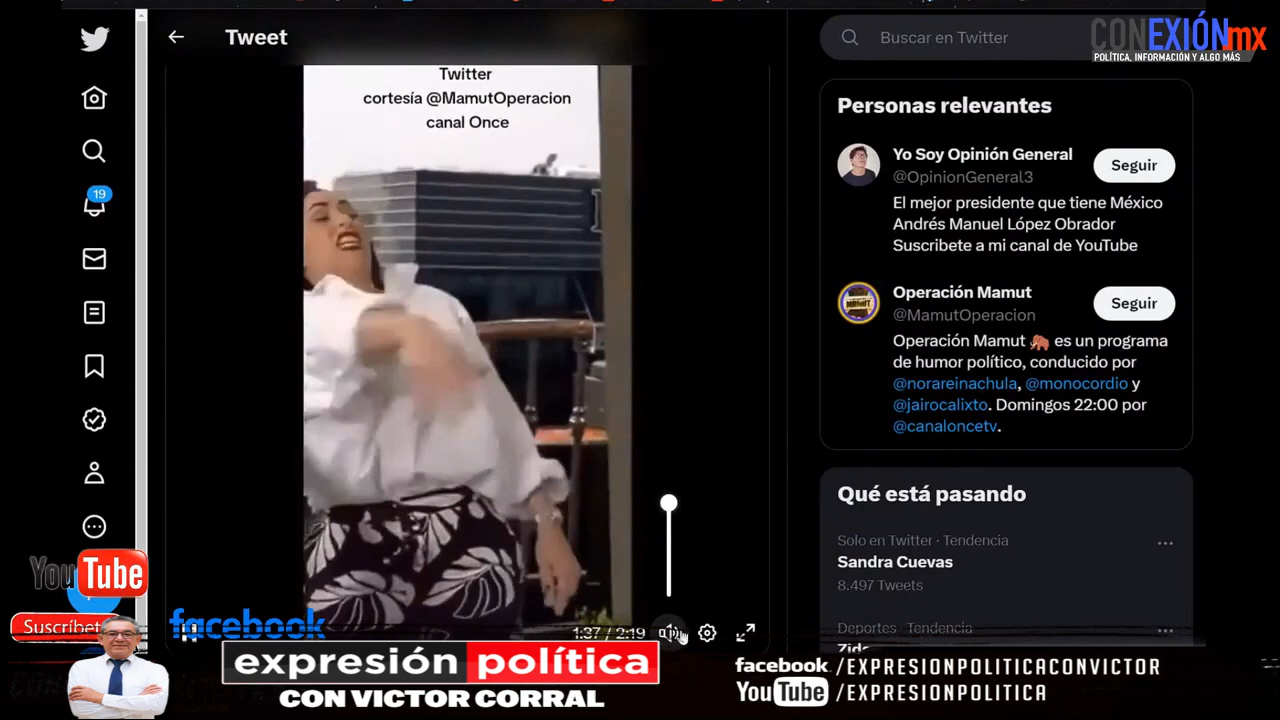 Tweet
Twitter
cortesía @MamutOperacion
canal Once
Buscar en Twitter
CONEXIÓNmx
POLÍTICA, INFORMACIÓN Y ALGO MÁS
Personas relevantes
Yo Soy Opinión General
@OpinionGeneral3
Seguir
El mejor presidente que tiene México
Andrés Manuel López Obrador
Suscribete a mi canal de YouTube
Operación Mamut
@MamutOperacion
Seguir
Operación Mamut 🦣 es un programa
de humor político, conducido por
@norareinachula, @monocordio y
@jairocalixto. Domingos 22:00 por
@canaloncetv.
Qué está pasando
Solo en Twitter · Tendencia
Sandra Cuevas
8.497 Tweets
Deportes · Tendencia
19
1:37 / 2:19
YouTube
facebook
expresión política
CON VICTOR CORRAL
facebook /EXPRESIONPOLITICACONVICTOR
YouTube /EXPRESIONPOLITICA